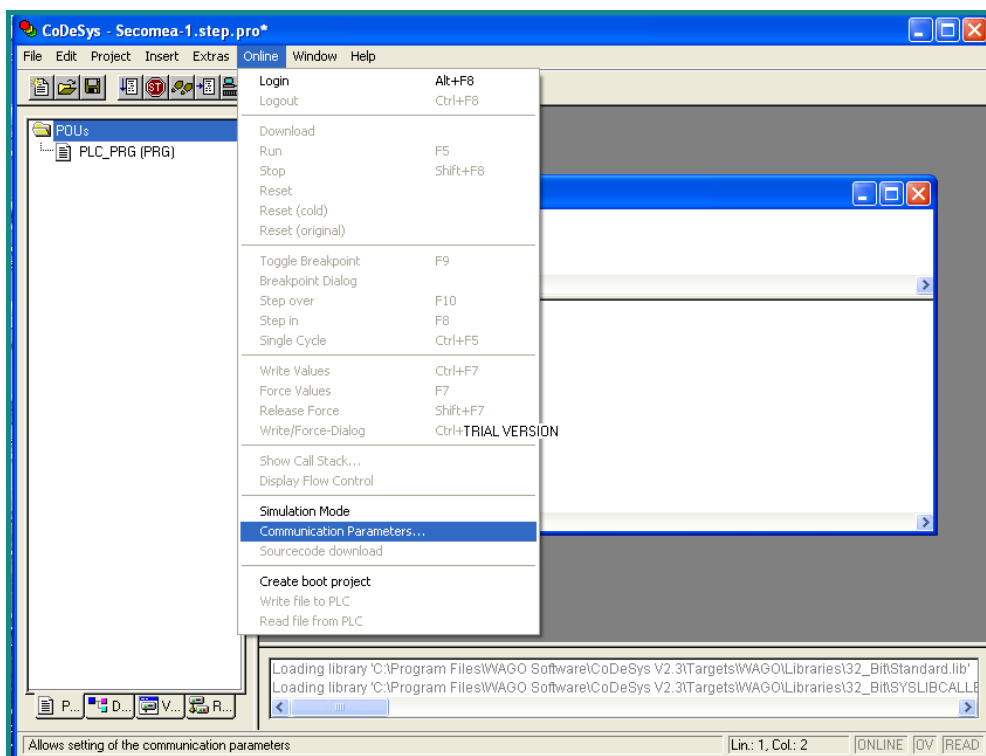 CoDeSys - Secomea-1.step.pro*
File Edit Project Insert Extras Online Window Help
POUs
PLC_PRG (PRG)
Login Alt+F8
Logout Ctrl+F8
Download
Run F5
Stop Shift+F8
Reset
Reset (cold)
Reset (original)
Toggle Breakpoint F9
Breakpoint Dialog
Step over F10
Step in F8
Single Cycle Ctrl+F5
Write Values Ctrl+F7
Force Values F7
Release Force Shift+F7
Write/Force-Dialog Ctrl+TRIAL VERSION
Show Call Stack...
Display Flow Control
Simulation Mode
Communication Parameters...
Sourcecode download
Create boot project
Write file to PLC
Read file from PLC
Loading library 'C:\Program Files\WAGO Software\CoDeSys V2.3\Targets\WAGO\Libraries\32_Bit\Standard.lib'
Loading library 'C:\Program Files\WAGO Software\CoDeSys V2.3\Targets\WAGO\Libraries\32_Bit\SYSLIBCALLB
P... D... V... R...
Allows setting of the communication parameters Lin.: 1, Col.: 2 ONLINE OV READ